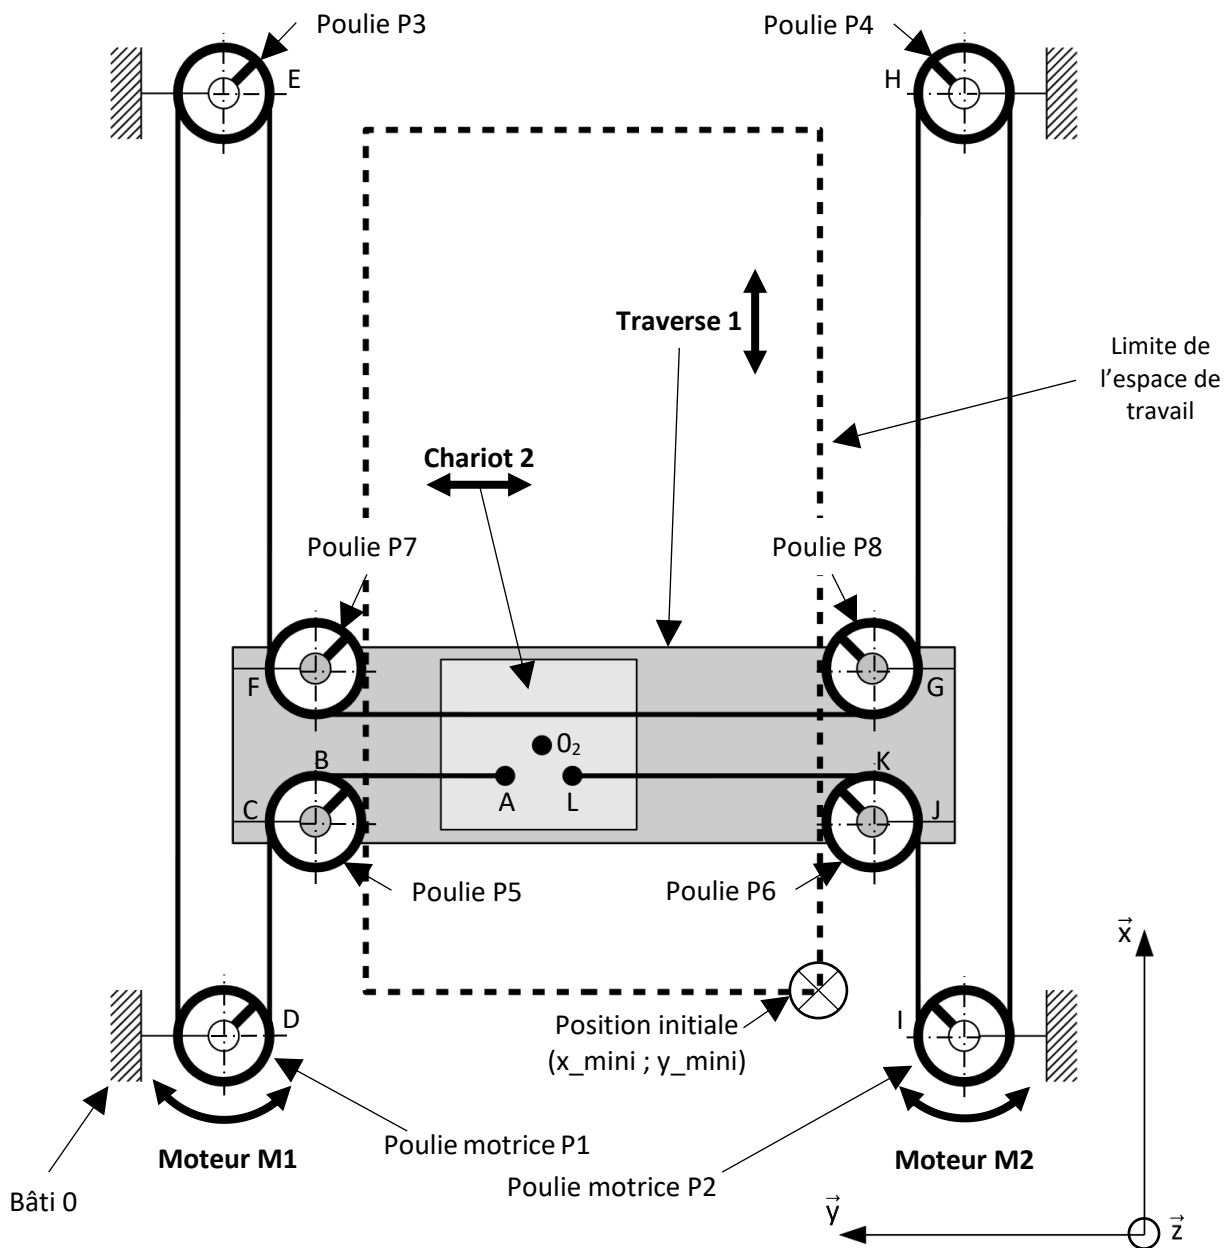 Poulie P3
Poulie P4
E
H
Traverse 1
Limite de
l’espace de
travail
Chariot 2
Poulie P7
Poulie P8
F
G
O₂
B
K
A
L
C
J
Poulie P5
Poulie P6
x
D
I
Position initiale
(x_mini ; y_mini)
Poulie motrice P1
Moteur M1
Moteur M2
Poulie motrice P2
Bâti 0
y
z